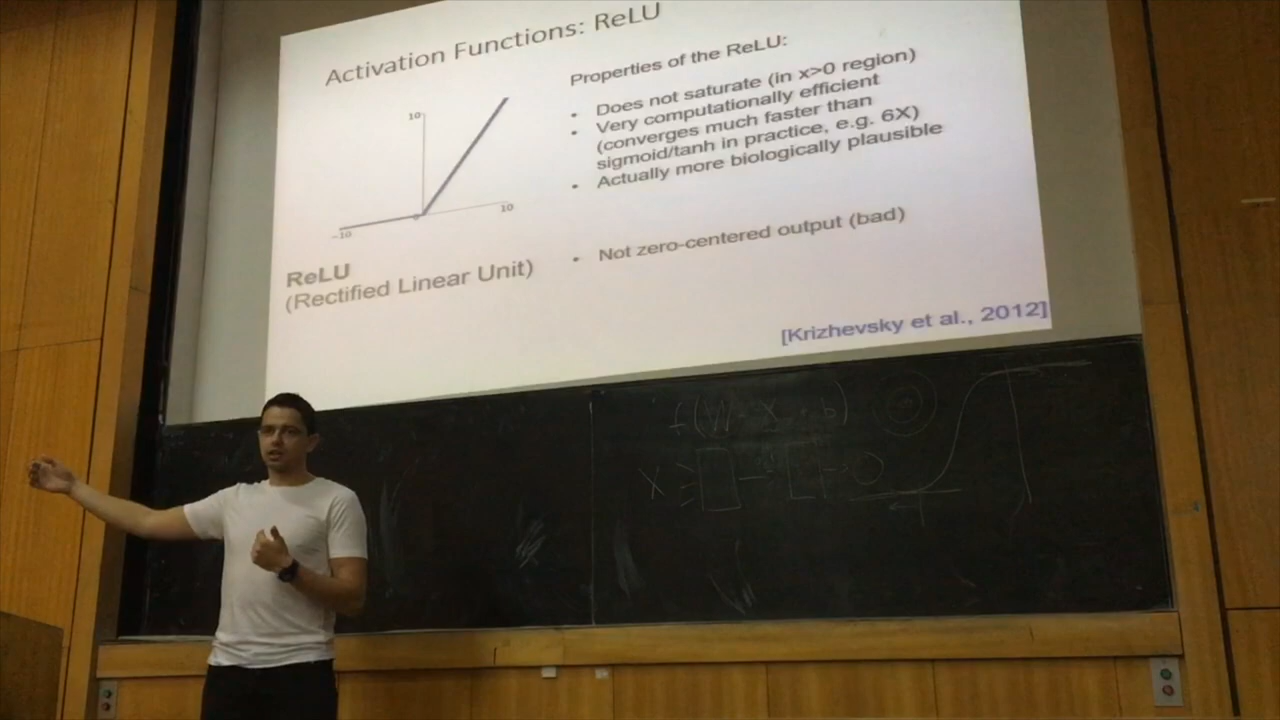 Activation Functions: ReLU
Properties of the ReLU:
• Does not saturate (in x>0 region)
• Very computationally efficient
(converges much faster than
sigmoid/tanh in practice, e.g. 6X)
• Actually more biologically plausible
• Not zero-centered output (bad)
10
-10
10
ReLU
(Rectified Linear Unit)
[Krizhevsky et al., 2012]
f(W · X b)
X